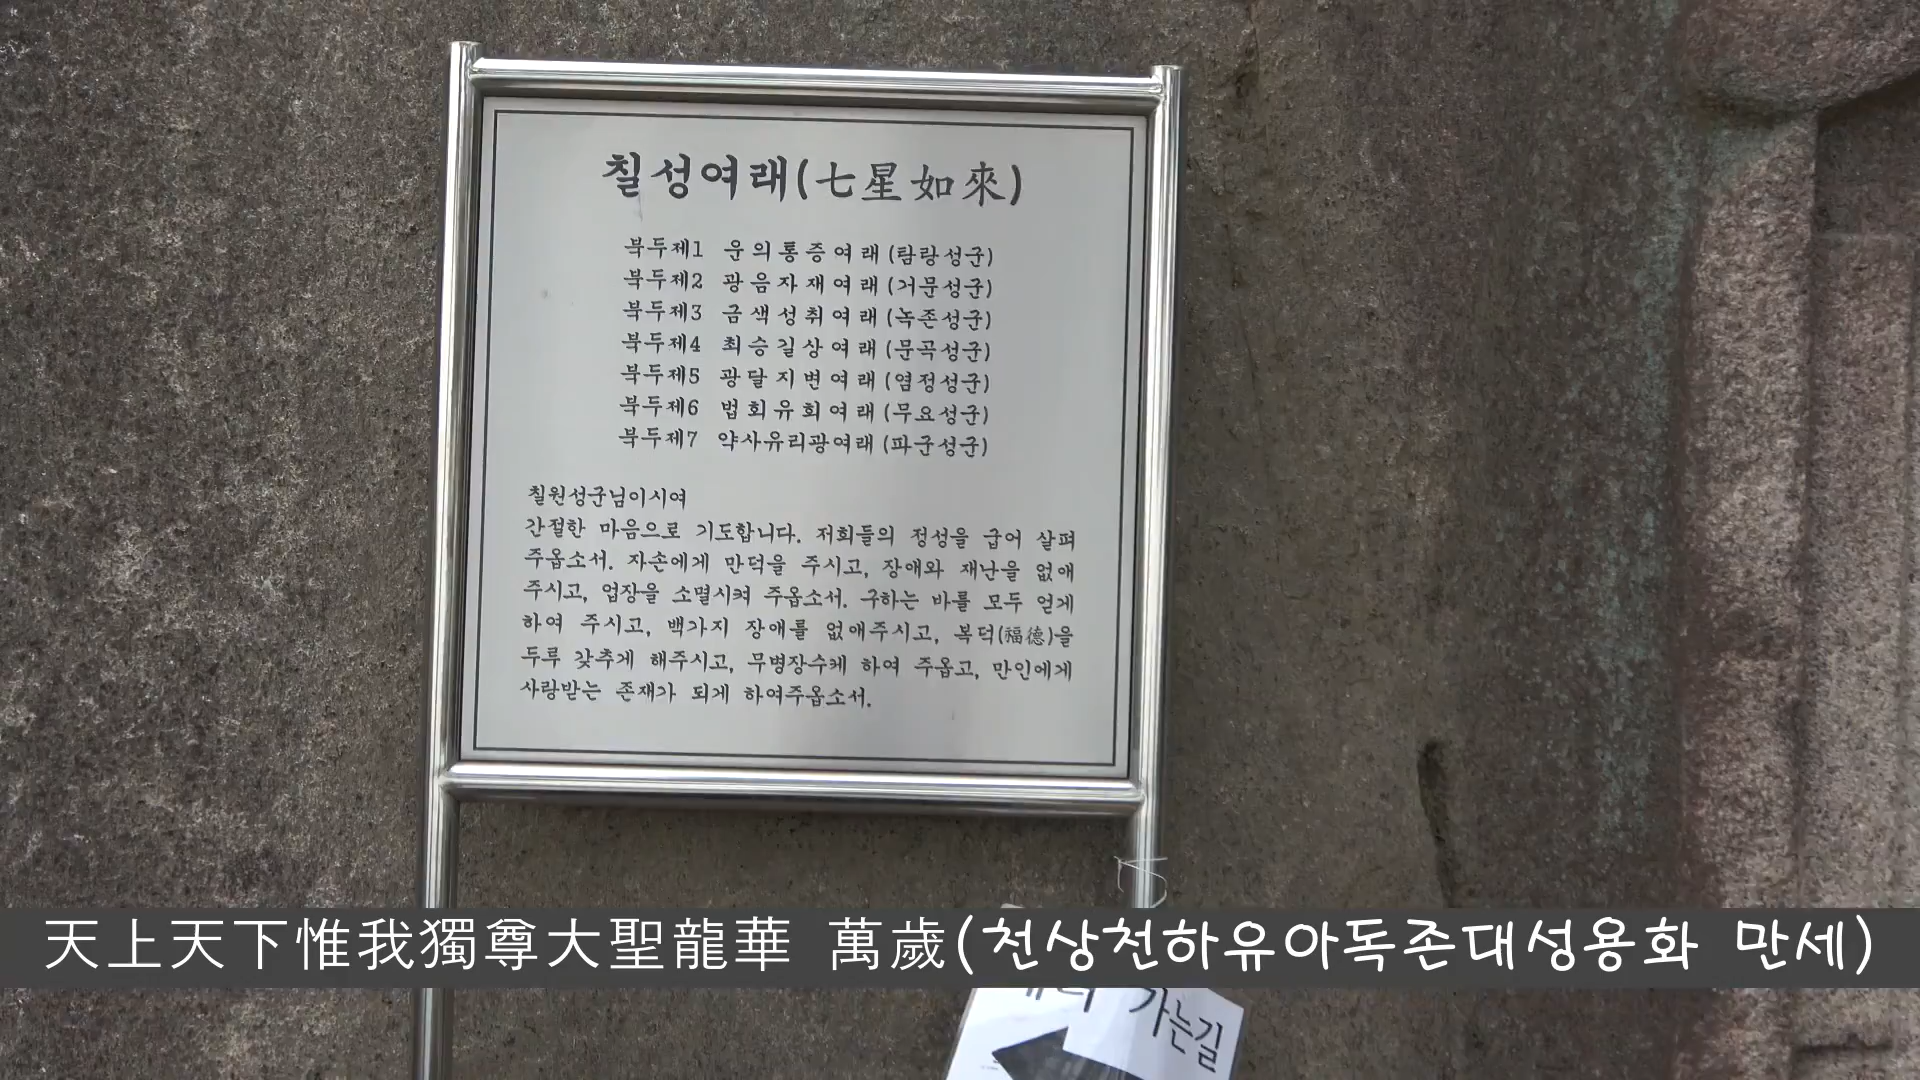 칠성여래(七星如來)
북두제1 운의통증여래(탐랑성군)
북두제2 광음자재여래(거문성군)
북두제3 금색성취여래(녹존성군)
북두제4 최승길상여래(문곡성군)
북두제5 광달지변여래(염정성군)
북두제6 법회유희여래(무요성군)
북두제7 약사유리광여래(파군성군)
칠원성군님이시여
간절한 마음으로 기도합니다. 저희들의 정성을 굽어 살펴
주옵소서. 자손에게 만덕을 주시고, 장애와 재난을 없애
주시고, 업장을 소멸시켜 주옵소서. 구하는 바를 모두 얻게
하여 주시고, 백가지 장애를 없애주시고, 복덕(福德)을
두루 갖추게 해주시고, 무병장수케 하여 주옵고, 만인에게
사랑받는 존재가 되게 하여주옵소서.
天上天下惟我獨尊大聖龍華 萬歲(천상천하유아독존대성용화 만세)
가는길